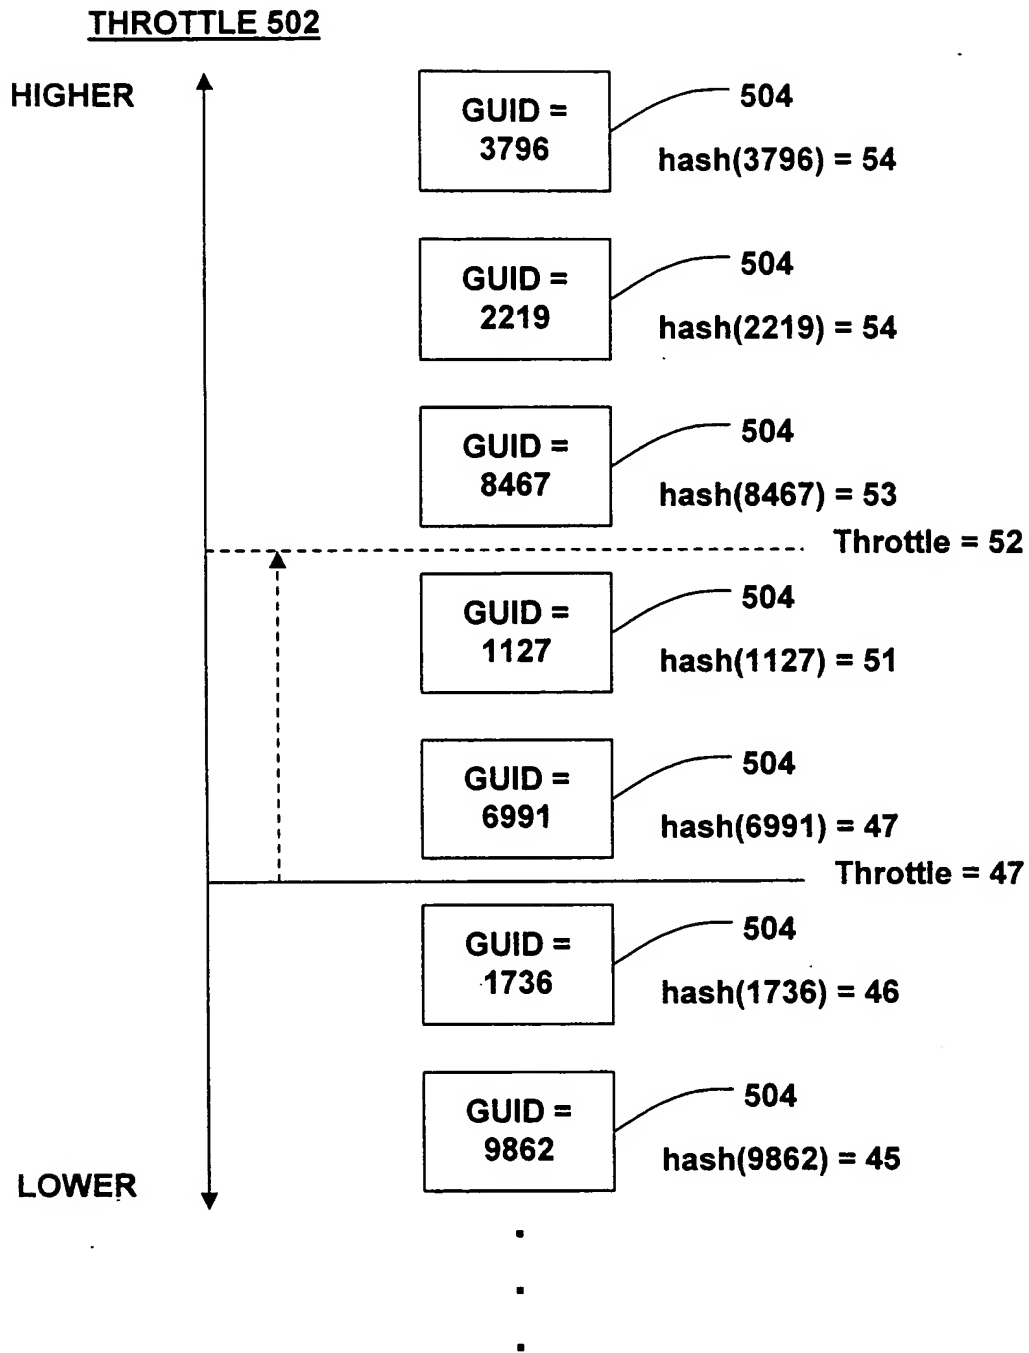 THROTTLE 502
HIGHER
GUID =
3796
504
hash(3796) = 54
GUID =
2219
504
hash(2219) = 54
GUID =
8467
504
hash(8467) = 53
Throttle = 52
GUID =
1127
504
hash(1127) = 51
GUID =
6991
504
hash(6991) = 47
Throttle = 47
GUID =
1736
504
hash(1736) = 46
GUID =
9862
504
hash(9862) = 45
LOWER